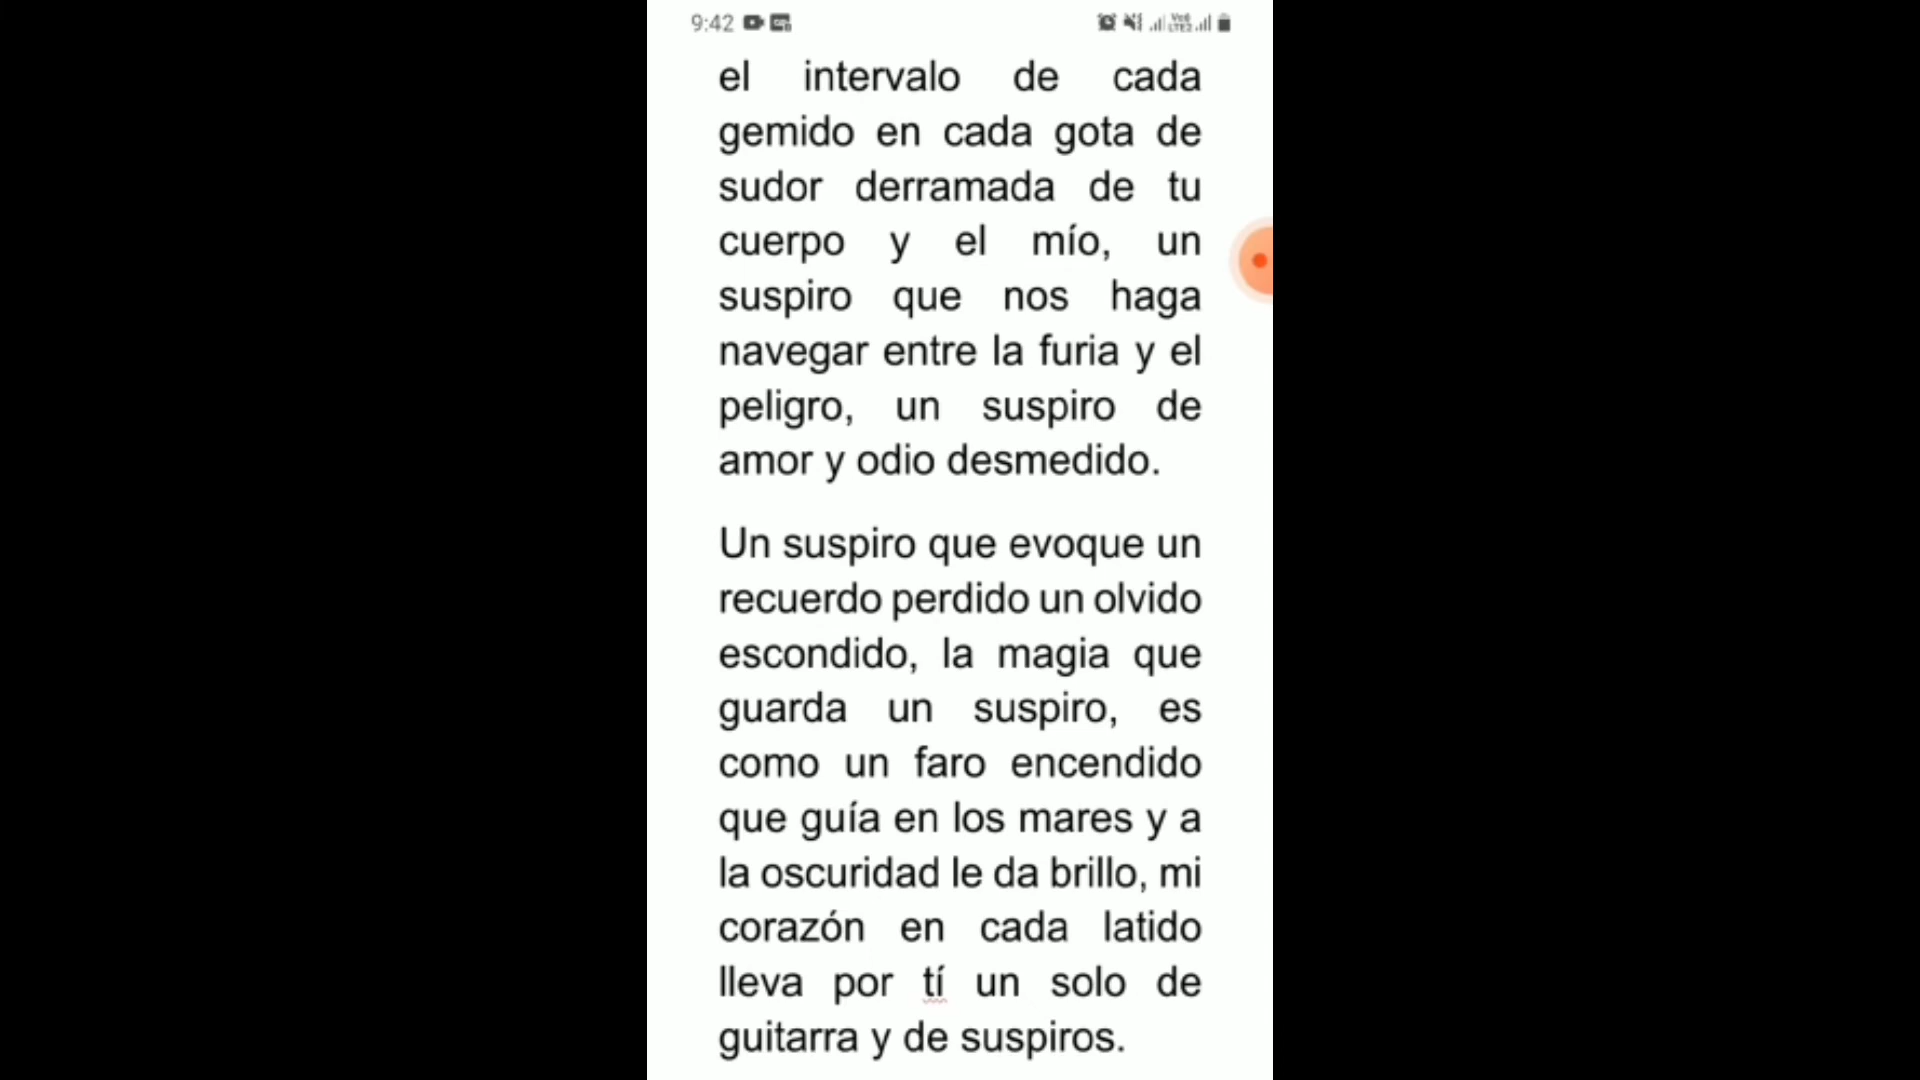 9:42
el intervalo de cada
gemido en cada gota de
sudor derramada de tu
cuerpo y el mío, un
suspiro que nos haga
navegar entre la furia y el
peligro, un suspiro de
amor y odio desmedido.
Un suspiro que evoque un
recuerdo perdido un olvido
escondido, la magia que
guarda un suspiro, es
como un faro encendido
que guía en los mares y a
la oscuridad le da brillo, mi
corazón en cada latido
lleva por tí un solo de
guitarra y de suspiros.